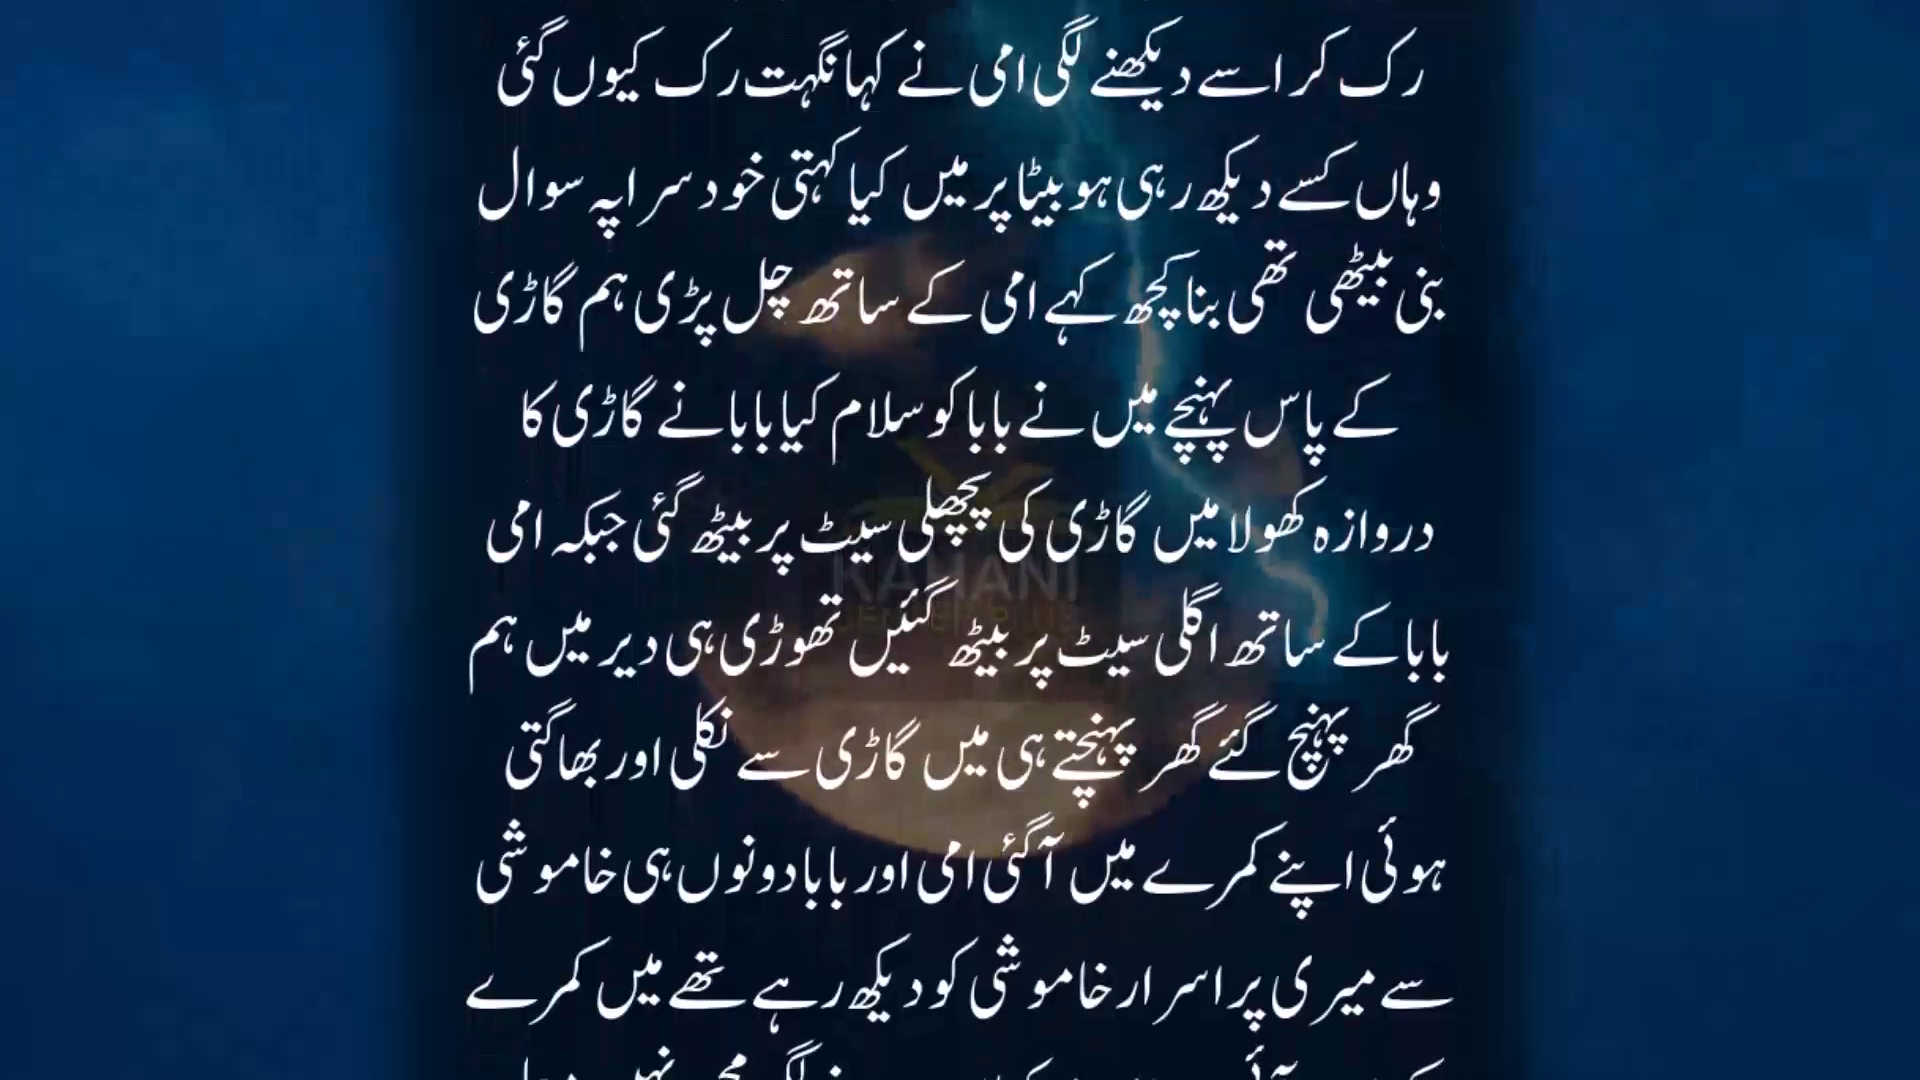 رک کر اسے دیکھنے لگی امی نے کہا نگہت رک کیوں گئی
وہاں کسے دیکھ رہی ہو بیٹا پر میں کیا کہتی خود سراپہ سوال
بنی بیٹھی تھی بنا کچھ کہے امی کے ساتھ چل پڑی ہم گاڑی
کے پاس پہنچے میں نے بابا کو سلام کیا بابا نے گاڑی کا
دروازہ کھولا میں گاڑی کی پچھلی سیٹ پر بیٹھ گئی جبکہ امی
KAHANI
بابا کے ساتھ اگلی سیٹ پر بیٹھ گئیں تھوڑی ہی دیر میں ہم
گھر پہنچ گئے گھر پہنچتے ہی میں گاڑی سے نکلی اور بھاگتی
ہوئی اپنے کمرے میں آ گئی امی اور بابا دونوں ہی خاموشی
سے میری پر اسرار خاموشی کو دیکھ رہے تھے میں کمرے